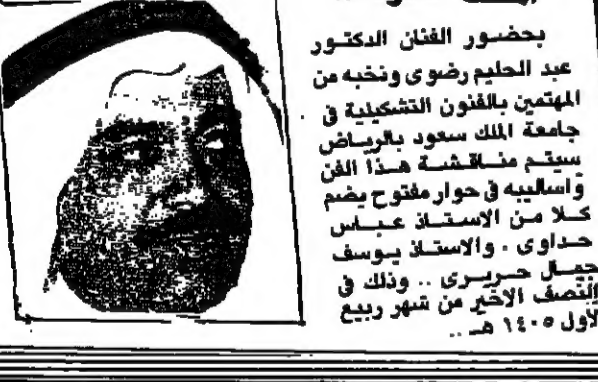 بحضور الفنان الدكتور
عبد الحليم رضوى ونخبه من
المهتمين بالفنون التشكيلية في
جامعة الملك سعود بالرياض
سيتم مناقشة هذا الفن
واساليبه في حوار مفتوح يضم
كلا من الاستاذ عباس
حداوى . والاستاذ يوسف
جمال حريرى .. وذلك في
النصف الاخير من شهر ربيع
لأول ١٤٠٥ هـ ..